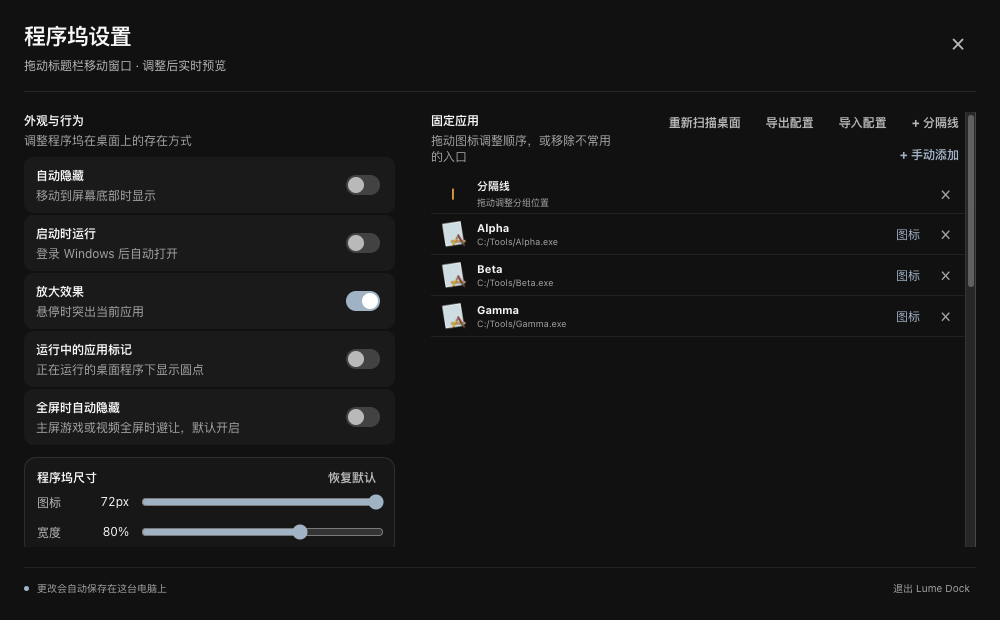 程序坞设置
拖动标题栏移动窗口 · 调整后实时预览
外观与行为
调整程序坞在桌面上的存在方式
自动隐藏
移动到屏幕底部时显示
启动时运行
登录 Windows 后自动打开
放大效果
悬停时突出当前应用
运行中的应用标记
正在运行的桌面程序下显示圆点
全屏时自动隐藏
主屏游戏或视频全屏时避让，默认开启
程序坞尺寸 恢复默认
图标 72px
宽度 80%
固定应用 重新扫描桌面 导出配置 导入配置 + 分隔线
拖动图标调整顺序，或移除不常用
的入口
+ 手动添加
分隔线
拖动调整分组位置
Alpha
C:/Tools/Alpha.exe
图标
Beta
C:/Tools/Beta.exe
图标
Gamma
C:/Tools/Gamma.exe
图标
更改会自动保存在这台电脑上
退出 Lume Dock